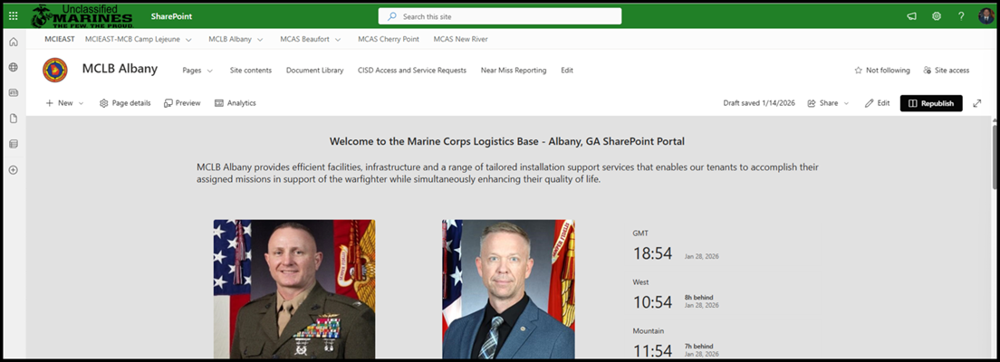 Unclassified
MARINES
THE FEW. THE PROUD.
SharePoint
Search this site
MCIEAST MCIEAST-MCB Camp Lejeune MCLB Albany MCAS Beaufort MCAS Cherry Point MCAS New River
MCLB Albany Pages Site contents Document Library CISD Access and Service Requests Near Miss Reporting Edit Not following Site access
New Page details Preview Analytics Draft saved 1/14/2026 Share Edit Republish
Welcome to the Marine Corps Logistics Base - Albany, GA SharePoint Portal
MCLB Albany provides efficient facilities, infrastructure and a range of tailored installation support services that enables our tenants to accomplish their
assigned missions in support of the warfighter while simultaneously enhancing their quality of life.
GMT
18:54 Jan 28, 2026
West
10:54 8h behind
Jan 28, 2026
Mountain
11:54 7h behind
Jan 28, 2026